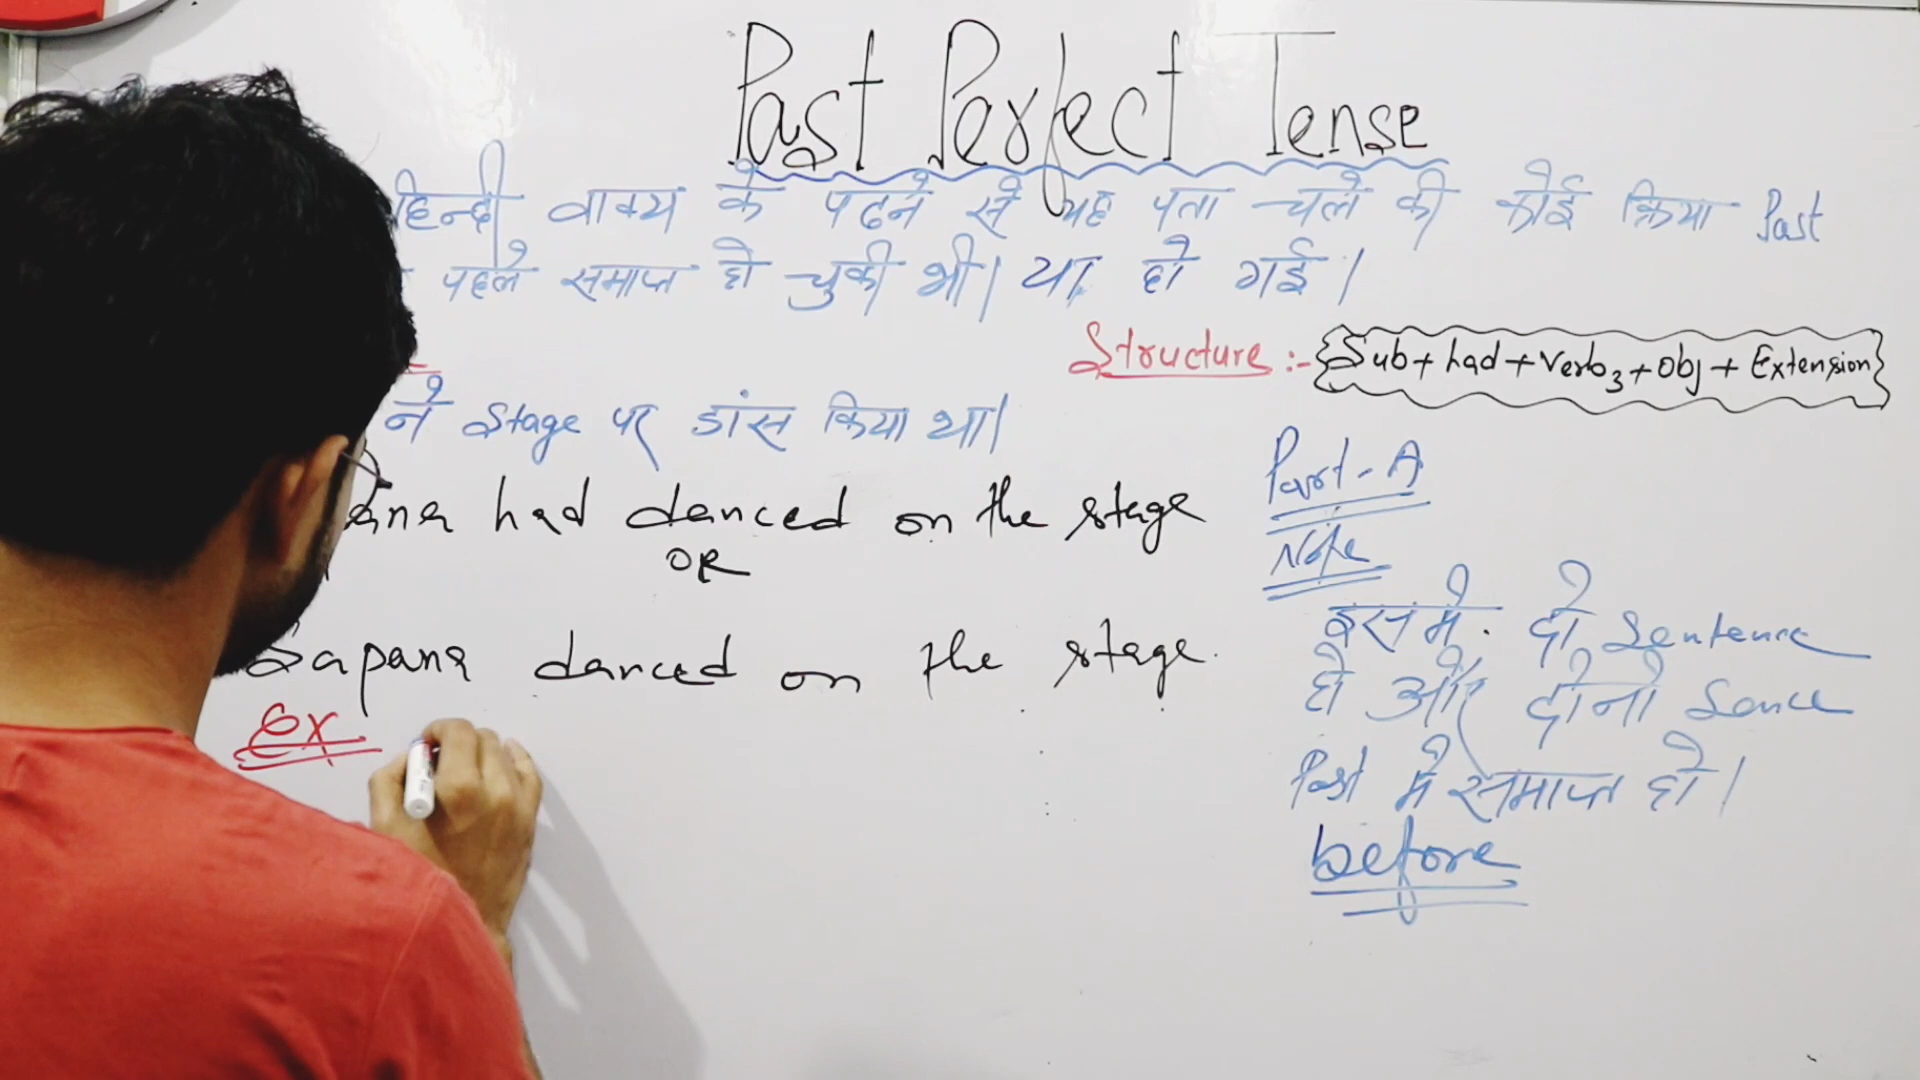 Past Perfect Tense
हिन्दी वाक्य के पढने से यह पता चले की कोई क्रिया Past
पहले समाप्त हो चुकी थी। या हो गई।
Structure :- {Sub + had + Verb₃ + Obj + Extension}
ने Stage पर डांस किया था।
had danced on the stage
OR
Sapana danced on the stage.
Ex
Part-A
Note
इसमे दो Sentence
हो और दोनो Sence
Past मे समाप्त हो।
before